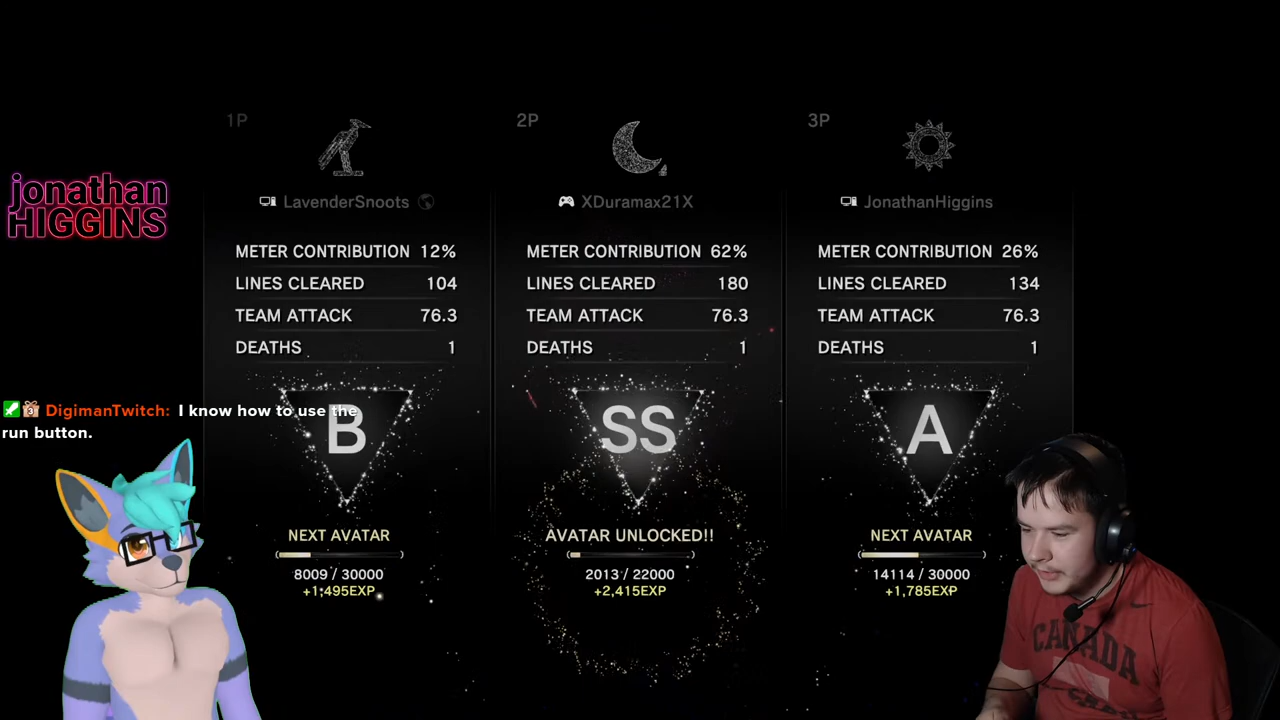 1P
2P
3P
jonathan
HIGGINS
LavenderSnoots
XDuramax21X
JonathanHiggins
METER CONTRIBUTION 12%
METER CONTRIBUTION 62%
METER CONTRIBUTION 26%
LINES CLEARED 104
LINES CLEARED 180
LINES CLEARED 134
TEAM ATTACK 76.3
TEAM ATTACK 76.3
TEAM ATTACK 76.3
DEATHS 1
DEATHS 1
DEATHS 1
DigimanTwitch: I know how to use the
run button.
B
SS
A
NEXT AVATAR
AVATAR UNLOCKED!!
NEXT AVATAR
8009 / 30000
2013 / 22000
14114 / 30000
+1,495EXP
+2,415EXP
+1,785EXP
CANADA